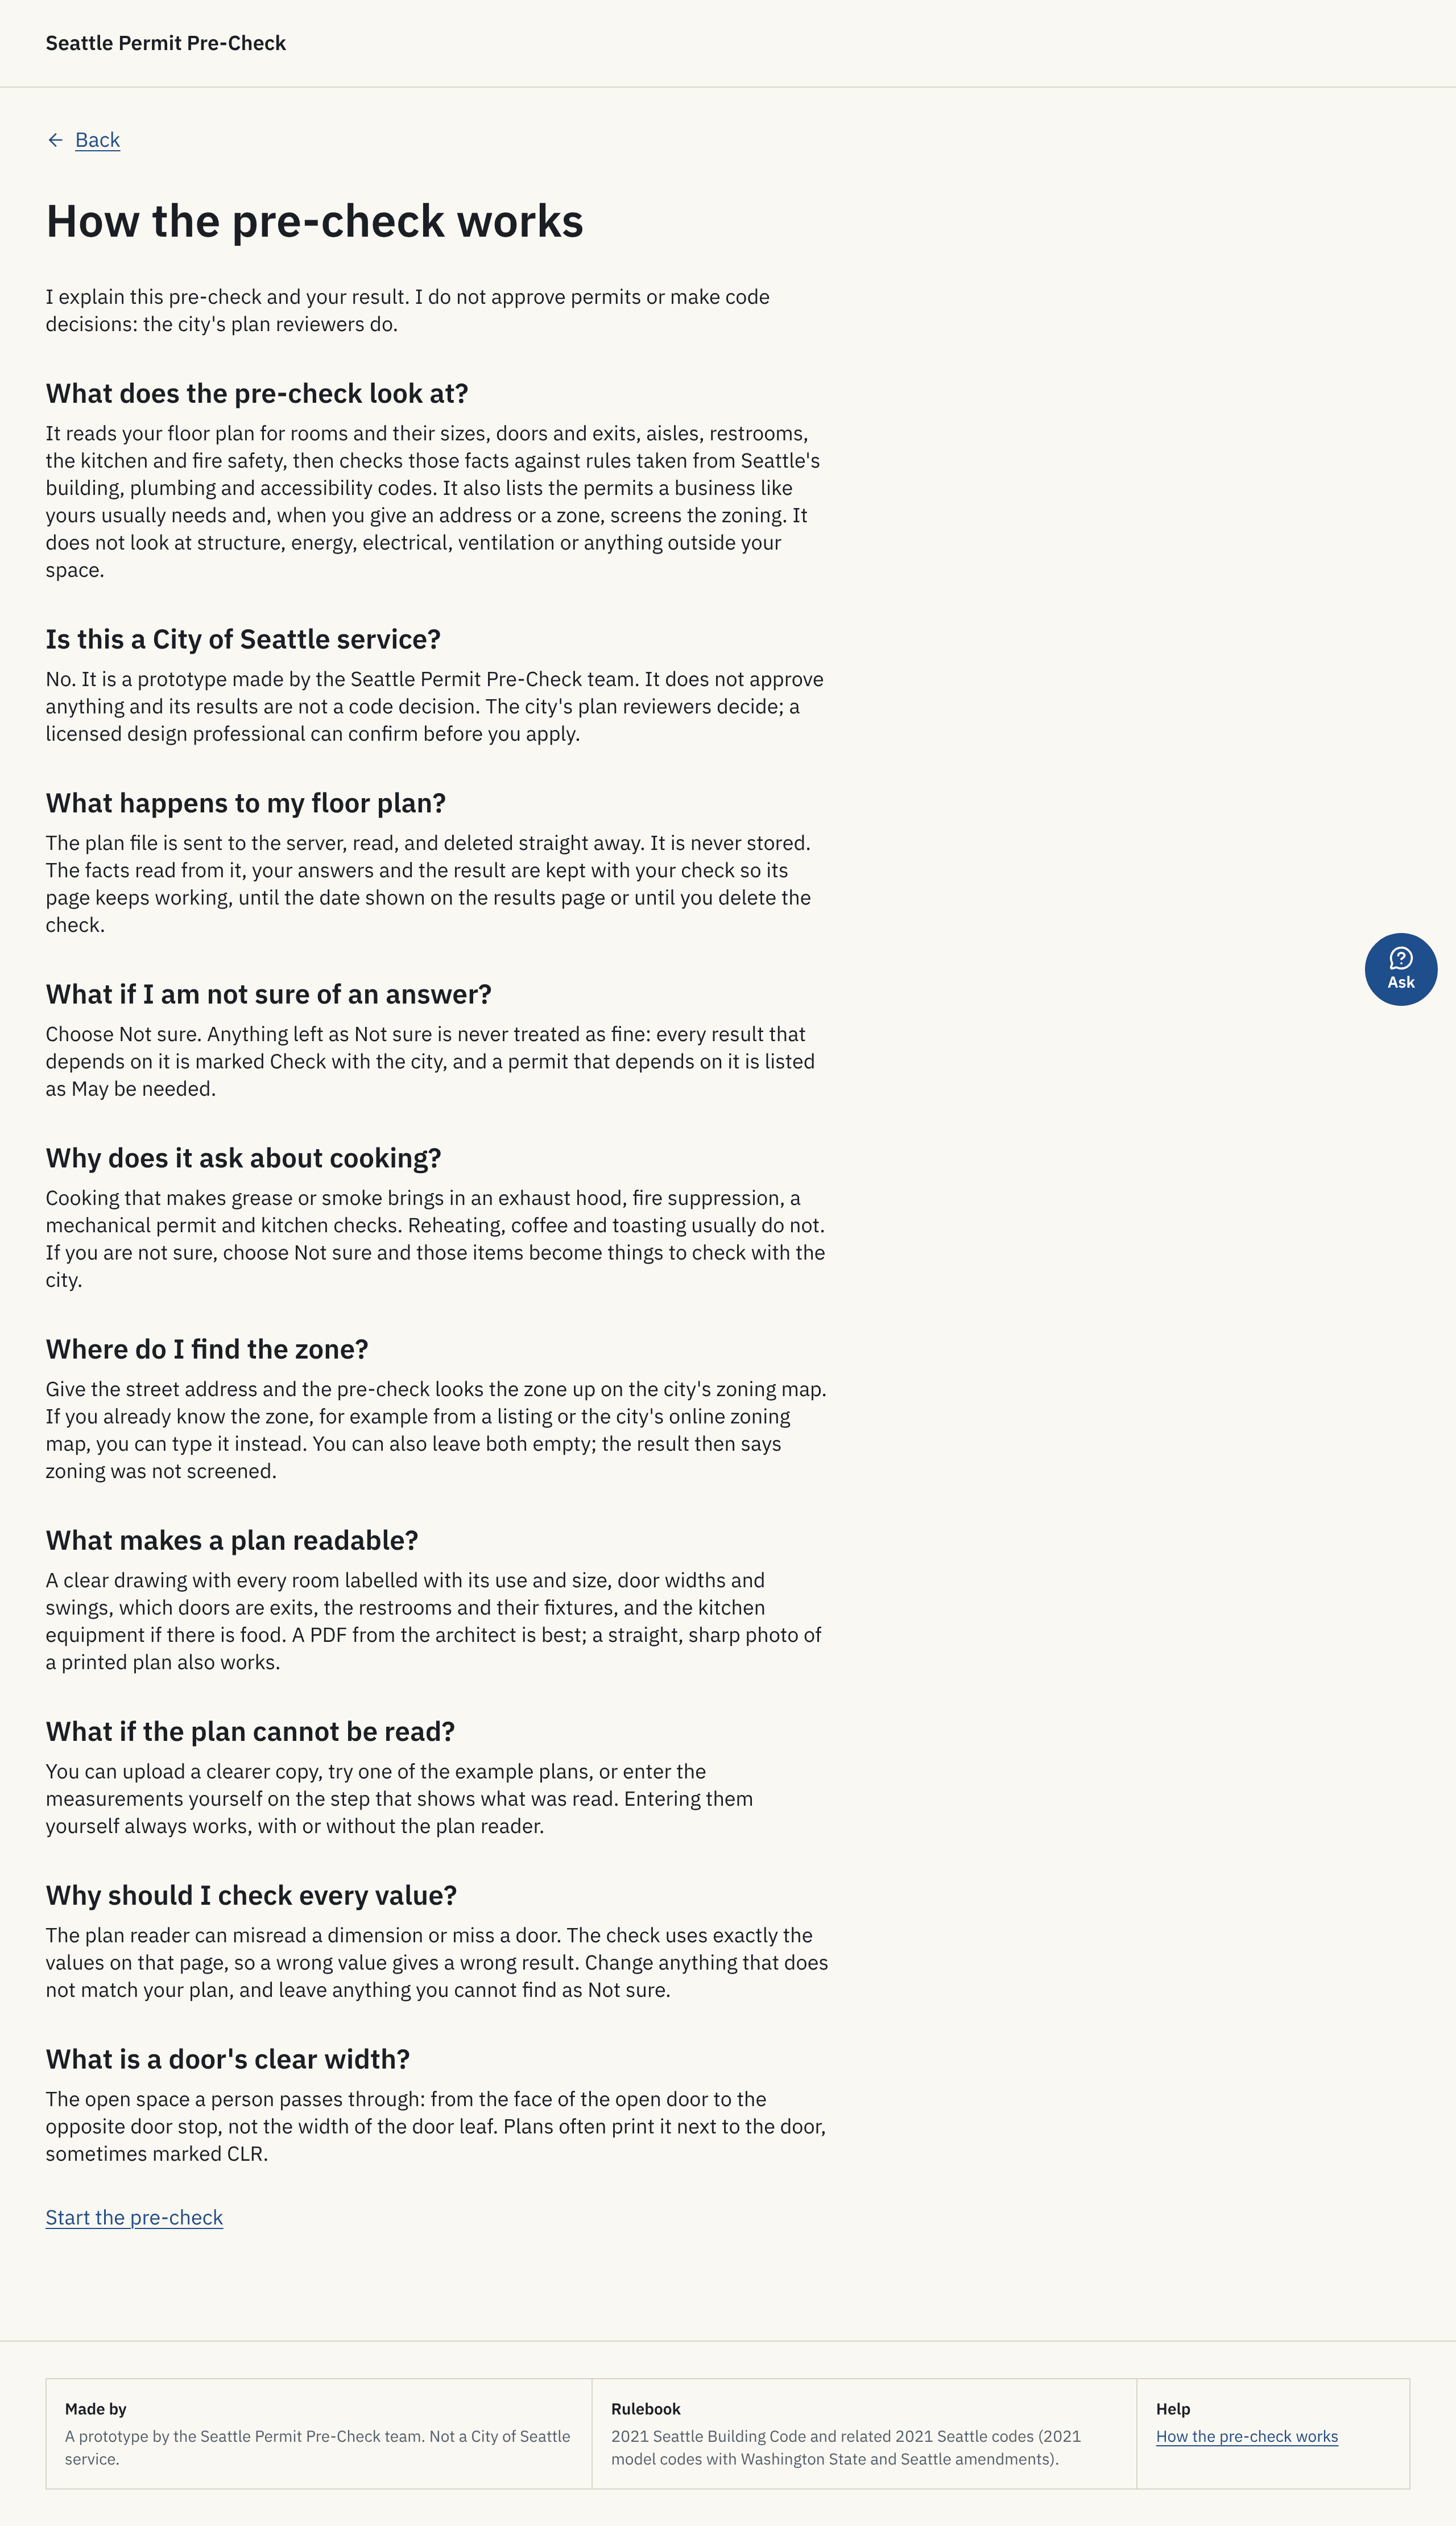 Seattle Permit Pre-Check
Back
How the pre-check works
I explain this pre-check and your result. I do not approve permits or make code
decisions: the city's plan reviewers do.
What does the pre-check look at?
It reads your floor plan for rooms and their sizes, doors and exits, aisles, restrooms,
the kitchen and fire safety, then checks those facts against rules taken from Seattle's
building, plumbing and accessibility codes. It also lists the permits a business like
yours usually needs and, when you give an address or a zone, screens the zoning. It
does not look at structure, energy, electrical, ventilation or anything outside your
space.
Is this a City of Seattle service?
No. It is a prototype made by the Seattle Permit Pre-Check team. It does not approve
anything and its results are not a code decision. The city's plan reviewers decide; a
licensed design professional can confirm before you apply.
What happens to my floor plan?
The plan file is sent to the server, read, and deleted straight away. It is never stored.
The facts read from it, your answers and the result are kept with your check so its
page keeps working, until the date shown on the results page or until you delete the
check.
Ask
What if I am not sure of an answer?
Choose Not sure. Anything left as Not sure is never treated as fine: every result that
depends on it is marked Check with the city, and a permit that depends on it is listed
as May be needed.
Why does it ask about cooking?
Cooking that makes grease or smoke brings in an exhaust hood, fire suppression, a
mechanical permit and kitchen checks. Reheating, coffee and toasting usually do not.
If you are not sure, choose Not sure and those items become things to check with the
city.
Where do I find the zone?
Give the street address and the pre-check looks the zone up on the city's zoning map.
If you already know the zone, for example from a listing or the city's online zoning
map, you can type it instead. You can also leave both empty; the result then says
zoning was not screened.
What makes a plan readable?
A clear drawing with every room labelled with its use and size, door widths and
swings, which doors are exits, the restrooms and their fixtures, and the kitchen
equipment if there is food. A PDF from the architect is best; a straight, sharp photo of
a printed plan also works.
What if the plan cannot be read?
You can upload a clearer copy, try one of the example plans, or enter the
measurements yourself on the step that shows what was read. Entering them
yourself always works, with or without the plan reader.
Why should I check every value?
The plan reader can misread a dimension or miss a door. The check uses exactly the
values on that page, so a wrong value gives a wrong result. Change anything that does
not match your plan, and leave anything you cannot find as Not sure.
What is a door's clear width?
The open space a person passes through: from the face of the open door to the
opposite door stop, not the width of the door leaf. Plans often print it next to the door,
sometimes marked CLR.
Start the pre-check
Made by
A prototype by the Seattle Permit Pre-Check team. Not a City of Seattle
service.
Rulebook
2021 Seattle Building Code and related 2021 Seattle codes (2021
model codes with Washington State and Seattle amendments).
Help
How the pre-check works